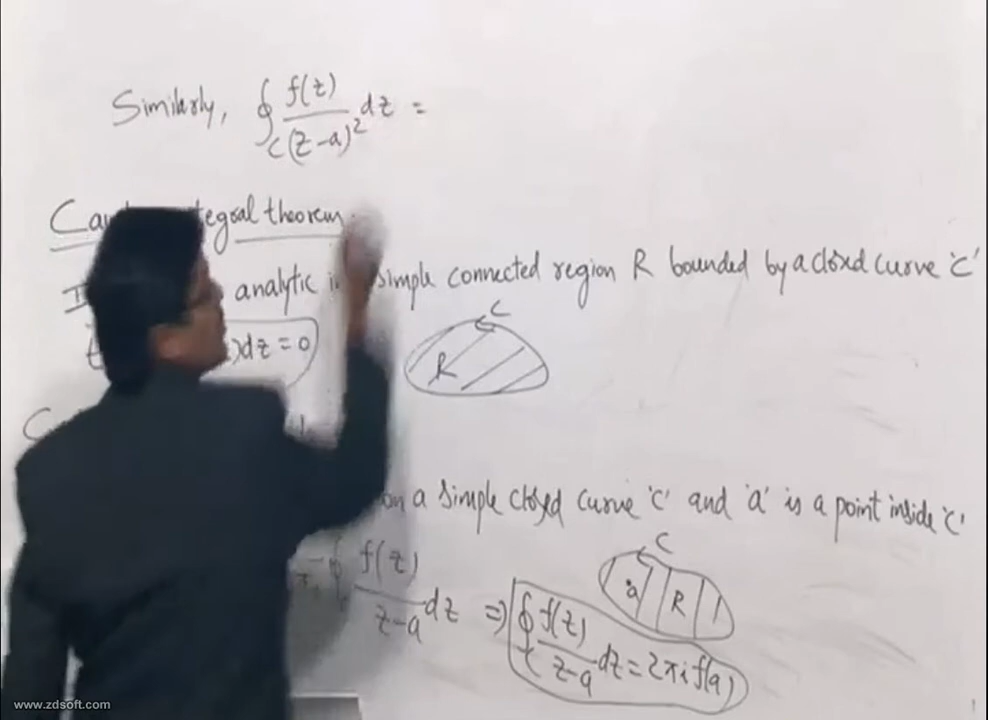 Similarly, ∮_C f(z)/(z-a)² dz =
integral theorem
analytic simple connected region R bounded by a closed curve 'C'
)dz = 0
C
R
on a simple closed curve 'C' and 'a' is a point inside 'C'
C
a R
∮ f(z)/(z-a) dz ⇒ ∮_C f(z)/(z-a) dz = 2πi f(a)
www.zdsoft.com